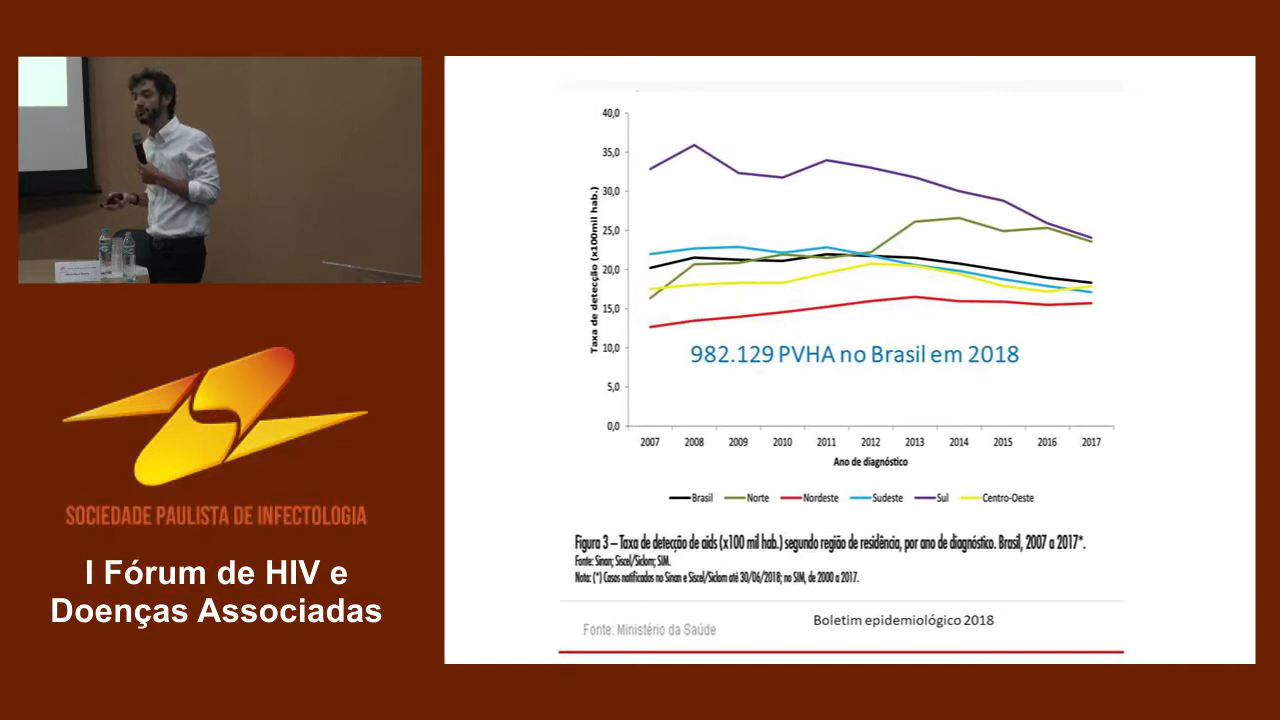 SOCIEDADE PAULISTA DE INFECTOLOGIA
I Fórum de HIV e
Doenças Associadas
Taxa de detecção (x100mil hab.)
40,0
35,0
30,0
25,0
20,0
15,0
10,0
5,0
0,0
982.129 PVHA no Brasil em 2018
2007 2008 2009 2010 2011 2012 2013 2014 2015 2016 2017
Ano de diagnóstico
Brasil Norte Nordeste Sudeste Sul Centro-Oeste
Figura 3 – Taxa de detecção de aids (x100 mil hab.) segundo região de residência, por ano de diagnóstico. Brasil, 2007 a 2017*.
Fonte: Sinan; Siscel/Siclom; SIM.
Nota: (*) Casos notificados no Sinan e Siscel/Siclom até 30/06/2018; no SIM, de 2000 a 2017.
Fonte: Ministério da Saúde
Boletim epidemiológico 2018